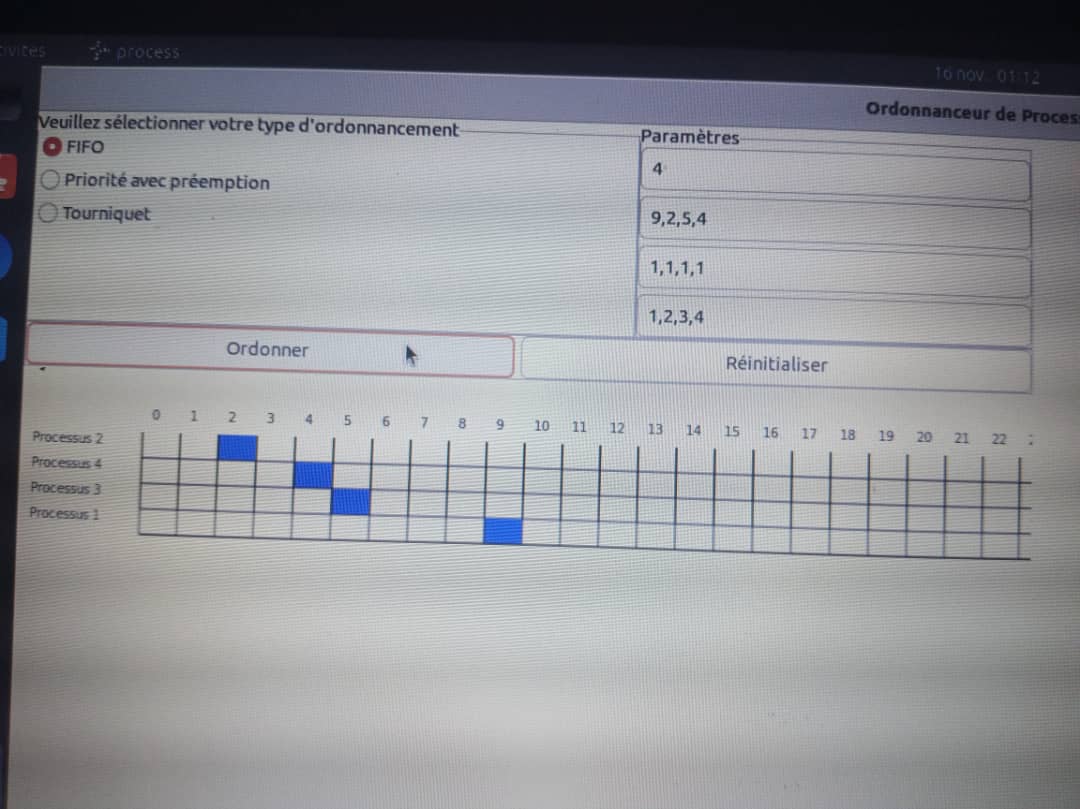 process
16 nov. 01:12
Ordonnanceur de
Veuillez sélectionner votre type d'ordonnancement
FIFO
Priorité avec préemption
Tourniquet
Paramètres
4
9,2,5,4
1,1,1,1
1,2,3,4
Ordonner
Réinitialiser
0 1 2 3 4 5 6 7 8 9 10 11 12 13 14 15 16 17 18 19 20 21 22
Processus 2
Processus 4
Processus 3
Processus 1